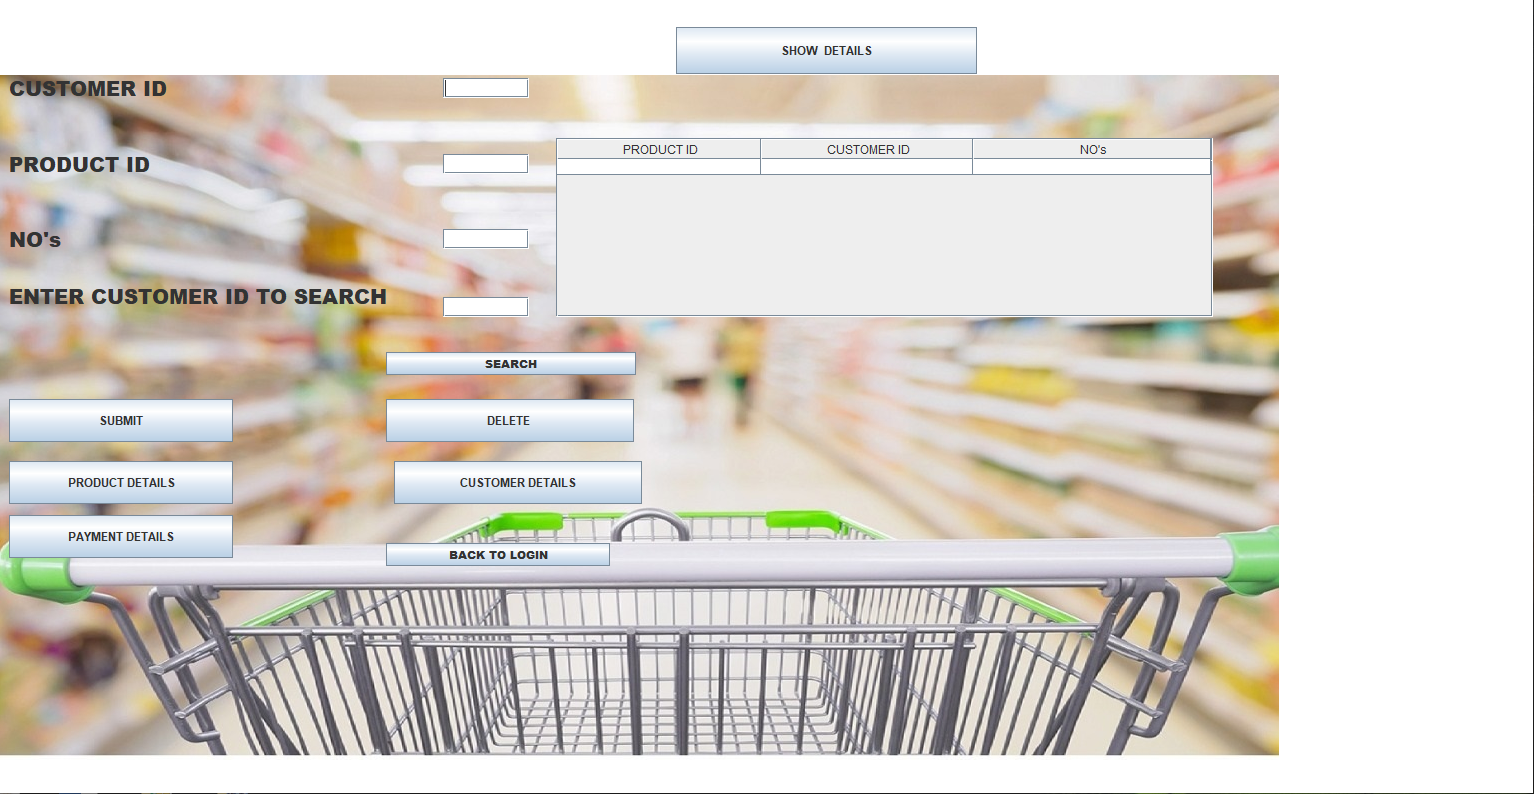 SHOW DETAILS
CUSTOMER ID
PRODUCT ID
NO's
ENTER CUSTOMER ID TO SEARCH
PRODUCT ID CUSTOMER ID NO's
SEARCH
SUBMIT DELETE
PRODUCT DETAILS CUSTOMER DETAILS
PAYMENT DETAILS
BACK TO LOGIN